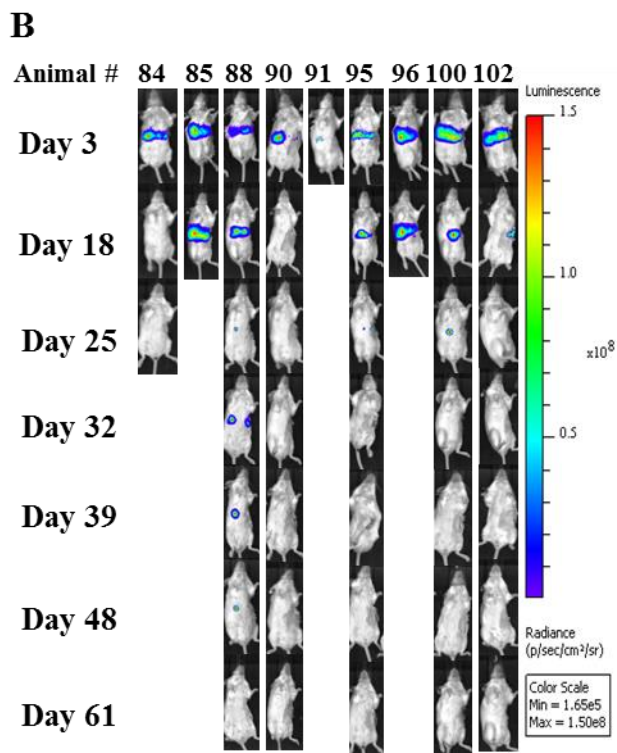 B
Animal # 84 85 88 90 91 95 96 100 102
Day 3
Day 18
Day 25
Day 32
Day 39
Day 48
Day 61
Luminescence
1.5
1.0
x10⁸
0.5
Radiance
(p/sec/cm²/sr)
Color Scale
Min = 1.65e5
Max = 1.50e8